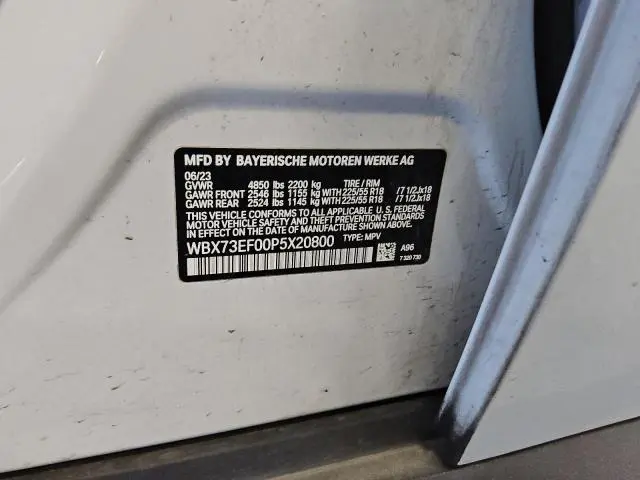 MFD BY BAYERISCHE MOTOREN WERKE AG
06/23
GVWR 4850 lbs 2200 kg TIRE / RIM
GAWR FRONT 2546 lbs 1155 kg WITH 225/55 R18 /7 1/2Jx18
GAWR REAR 2524 lbs 1145 kg WITH 225/55 R18 /7 1/2Jx18
THIS VEHICLE CONFORMS TO ALL APPLICABLE U. S. FEDERAL
MOTOR VEHICLE SAFETY AND THEFT PREVENTION STANDARDS
IN EFFECT ON THE DATE OF MANUFACTURE SHOWN ABOVE.
WBX73EF00P5X20800 TYPE: MPV
A96
7 320 730